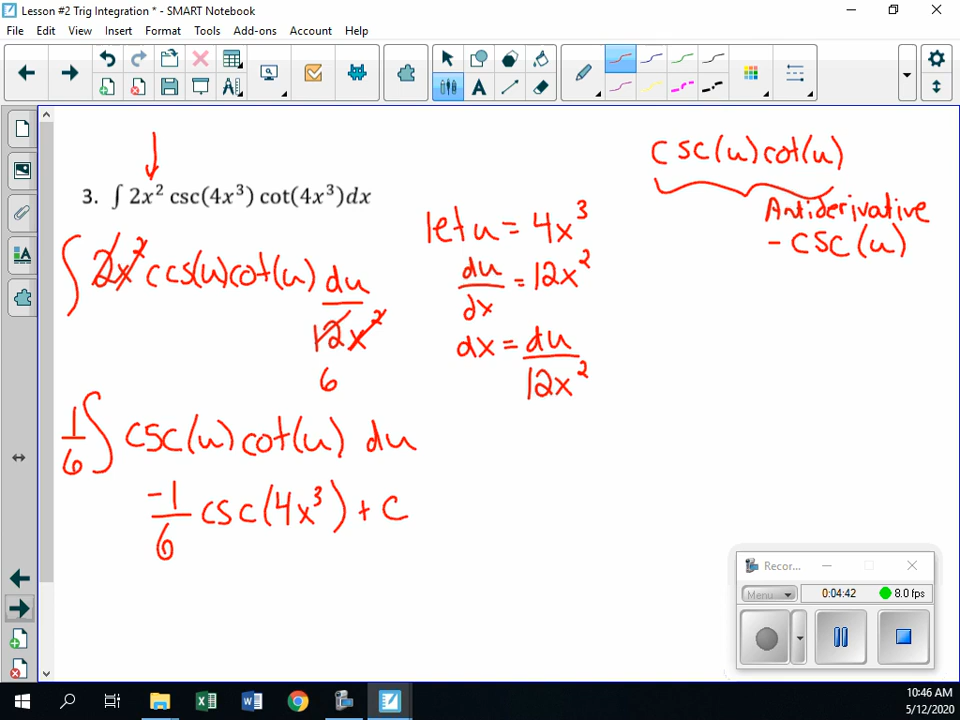 Lesson #2 Trig Integration * - SMART Notebook
File Edit View Insert Format Tools Add-ons Account Help
3. ∫ 2x² csc(4x³) cot(4x³)dx
∫ 2x² ccs(u)cot(u) du
12x²
6
1/6 ∫ csc(u)cot(u) du
-1/6 csc(4x³) + c
let u = 4x³
du/dx = 12x²
dx = du/12x²
csc(u)cot(u)
Antiderivative
- csc(u)
Recor...
Menu 0:04:42 8.0 fps
10:46 AM
5/12/2020